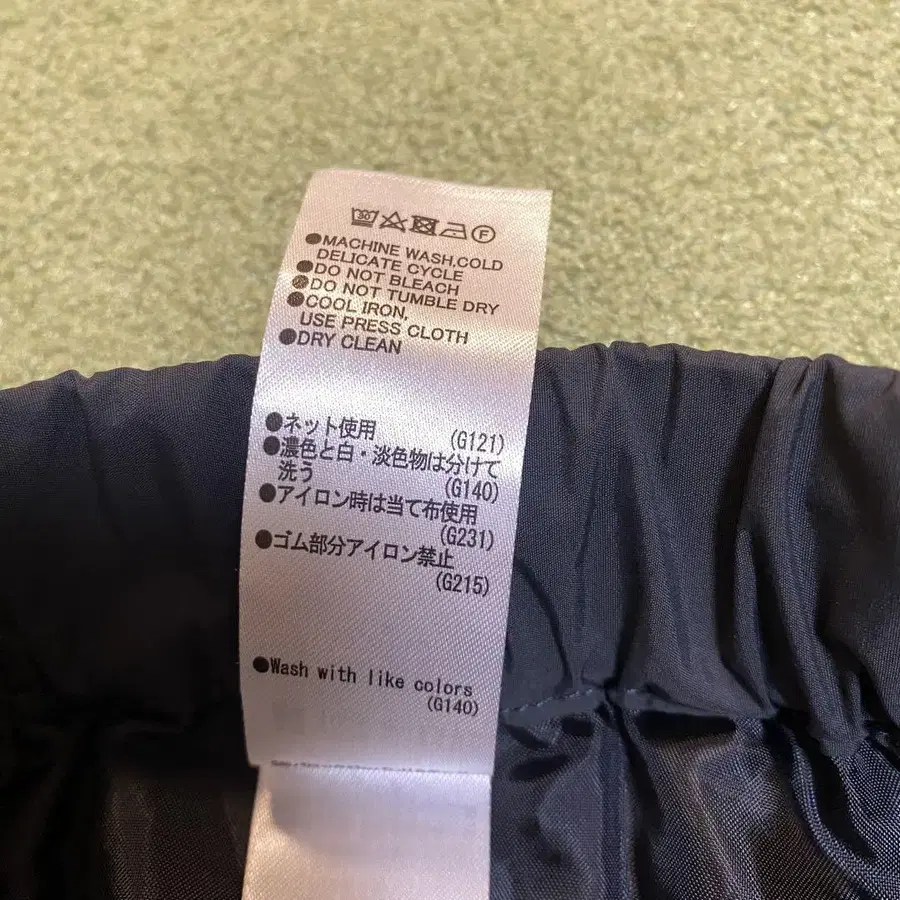 30 F
●MACHINE WASH,COLD
DELICATE CYCLE
●DO NOT BLEACH
●DO NOT TUMBLE DRY
●COOL IRON,
USE PRESS CLOTH
●DRY CLEAN
●ネット使用 (G121)
●濃色と白・淡色物は分けて
洗う (G140)
●アイロン時は当て布使用
(G231)
●ゴム部分アイロン禁止
(G215)
●Wash with like colors
(G140)